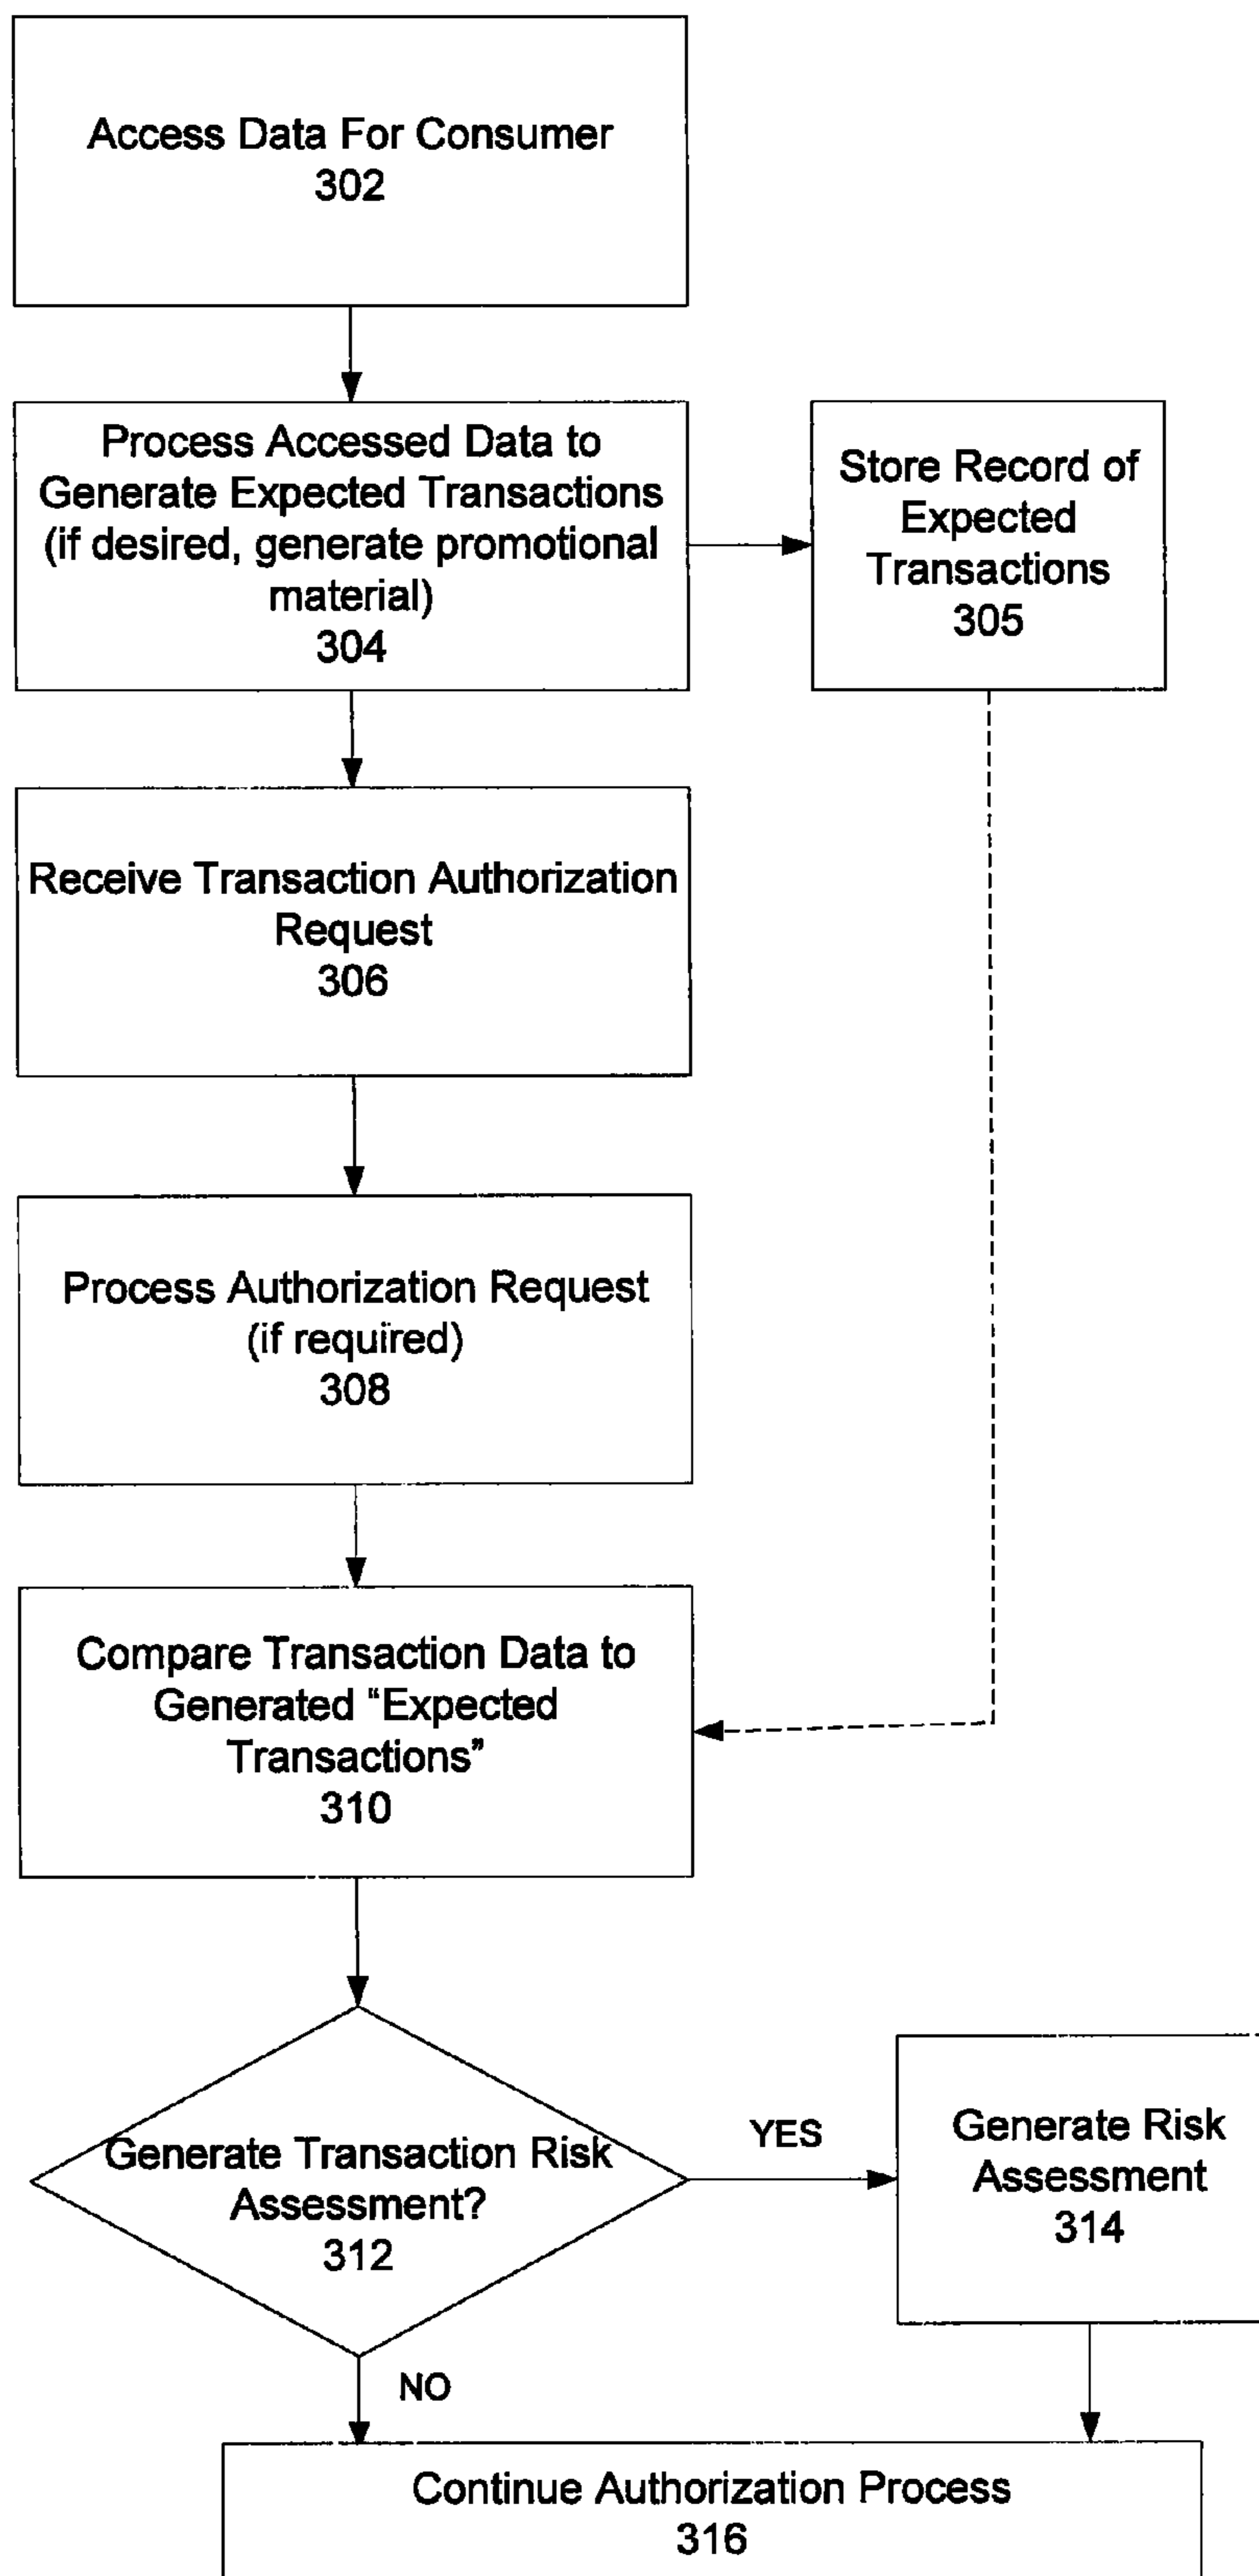 Access Data For Consumer
302
Process Accessed Data to
Generate Expected Transactions
(if desired, generate promotional
material)
304
Store Record of
Expected
Transactions
305
Receive Transaction Authorization
Request
306
Process Authorization Request
(if required)
308
Compare Transaction Data to
Generated “Expected
Transactions”
310
Generate Transaction Risk
Assessment?
312
YES
Generate Risk
Assessment
314
NO
Continue Authorization Process
316